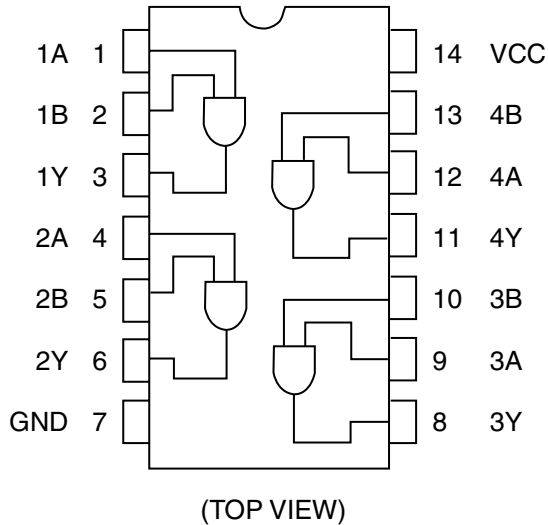 1A 1 14 VCC
1B 2 13 4B
1Y 3 12 4A
2A 4 11 4Y
2B 5 10 3B
2Y 6 9 3A
GND 7 8 3Y
(TOP VIEW)